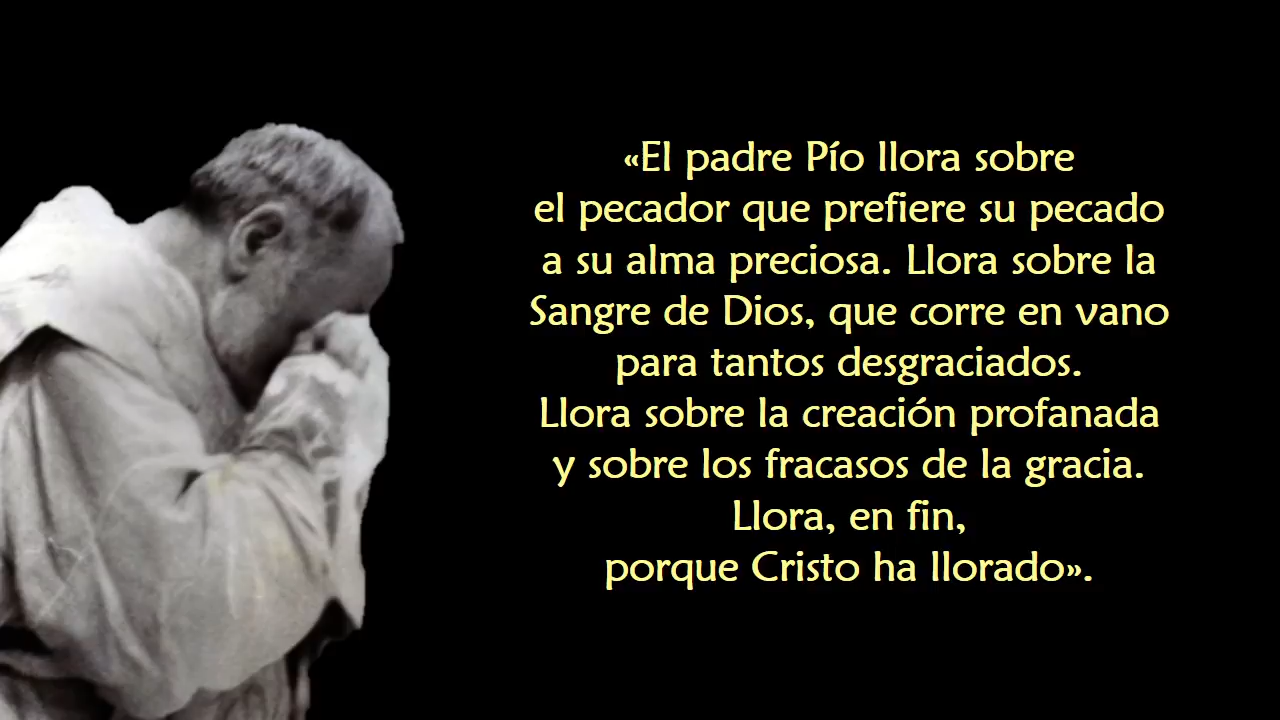 «El padre Pío llora sobre
el pecador que prefiere su pecado
a su alma preciosa. Llora sobre la
Sangre de Dios, que corre en vano
para tantos desgraciados.
Llora sobre la creación profanada
y sobre los fracasos de la gracia.
Llora, en fin,
porque Cristo ha llorado».